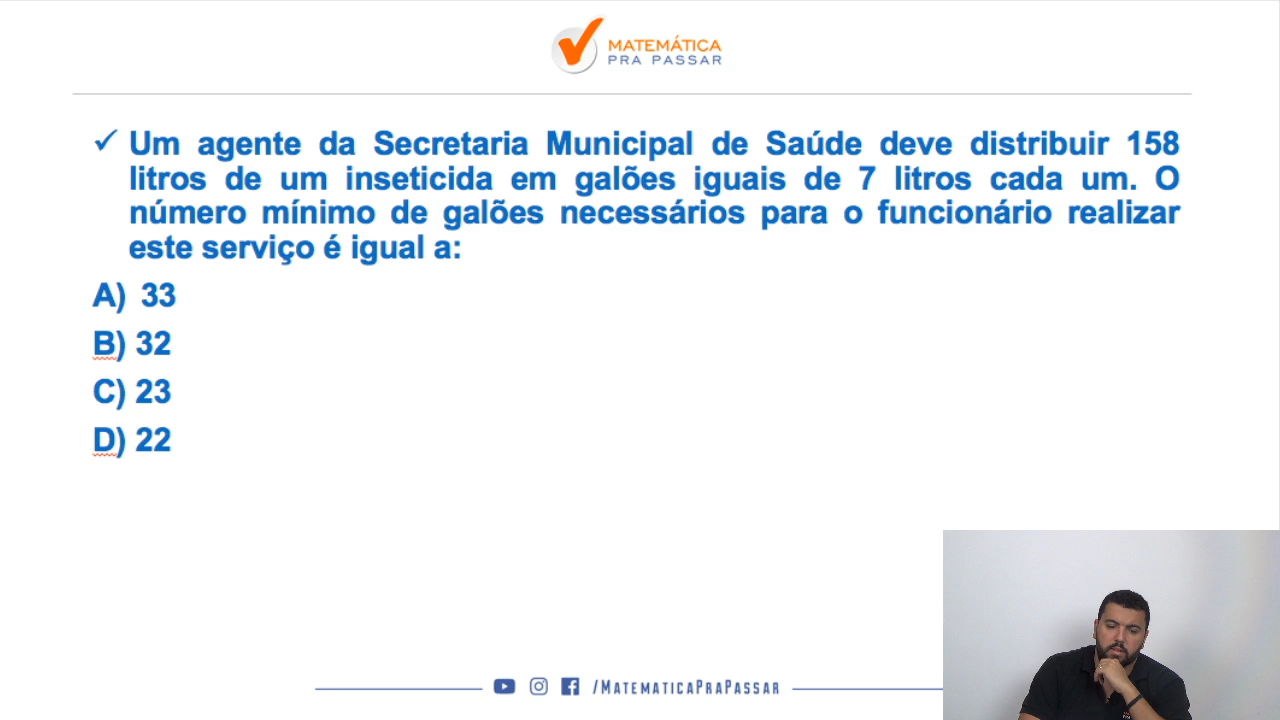 MATEMÁTICA
PRA PASSAR
Um agente da Secretaria Municipal de Saúde deve distribuir 158
litros de um inseticida em galões iguais de 7 litros cada um. O
número mínimo de galões necessários para o funcionário realizar
este serviço é igual a:
A) 33
B) 32
C) 23
D) 22
/MATEMATICAPRAPASSAR